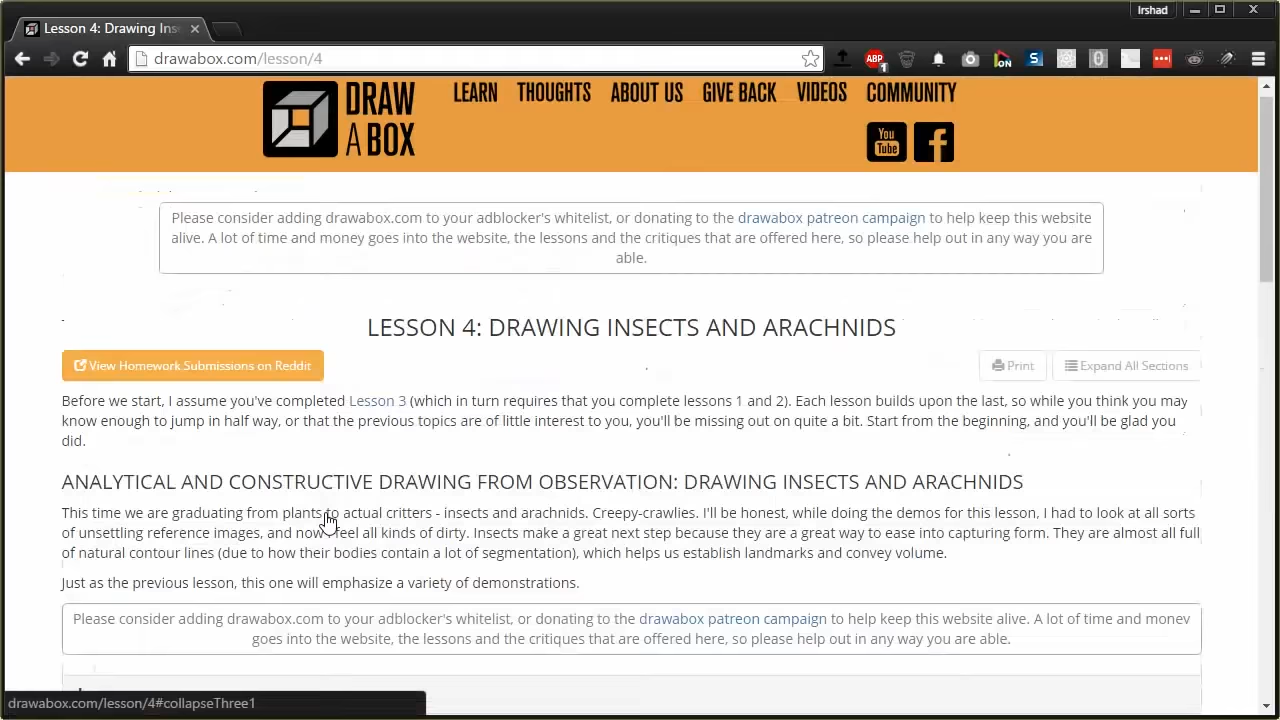 Irshad
Lesson 4: Drawing Ins
drawabox.com/lesson/4
ABP
1
ON
S
DRAW
A BOX
LEARN THOUGHTS ABOUT US GIVE BACK VIDEOS COMMUNITY
You
Tube
Please consider adding drawabox.com to your adblocker's whitelist, or donating to the drawabox patreon campaign to help keep this website
alive. A lot of time and money goes into the website, the lessons and the critiques that are offered here, so please help out in any way you are
able.
LESSON 4: DRAWING INSECTS AND ARACHNIDS
View Homework Submissions on Reddit
Print
Expand All Sections
Before we start, I assume you've completed Lesson 3 (which in turn requires that you complete lessons 1 and 2). Each lesson builds upon the last, so while you think you may
know enough to jump in half way, or that the previous topics are of little interest to you, you'll be missing out on quite a bit. Start from the beginning, and you'll be glad you
did.
ANALYTICAL AND CONSTRUCTIVE DRAWING FROM OBSERVATION: DRAWING INSECTS AND ARACHNIDS
This time we are graduating from plants to actual critters - insects and arachnids. Creepy-crawlies. I'll be honest, while doing the demos for this lesson, I had to look at all sorts
of unsettling reference images, and now I feel all kinds of dirty. Insects make a great next step because they are a great way to ease into capturing form. They are almost all full
of natural contour lines (due to how their bodies contain a lot of segmentation), which helps us establish landmarks and convey volume.
Just as the previous lesson, this one will emphasize a variety of demonstrations.
Please consider adding drawabox.com to your adblocker's whitelist, or donating to the drawabox patreon campaign to help keep this website alive. A lot of time and money
goes into the website, the lessons and the critiques that are offered here, so please help out in any way you are able.
drawabox.com/lesson/4#collapseThree1